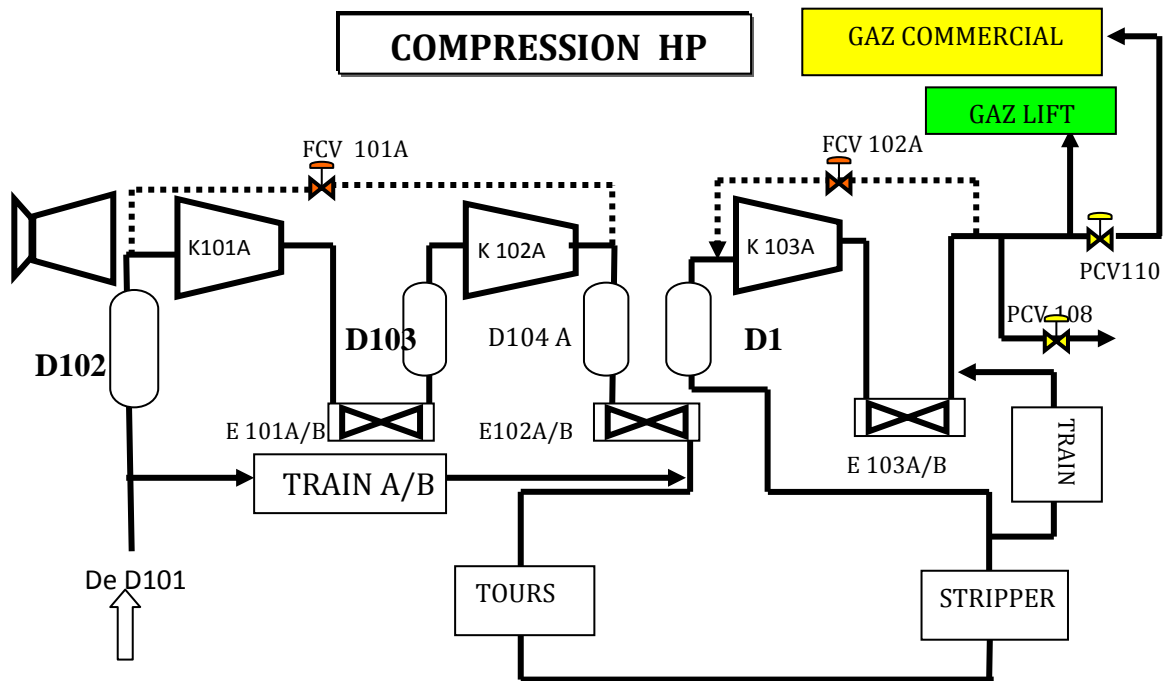 COMPRESSION HP
GAZ COMMERCIAL
GAZ LIFT
FCV 101A
FCV 102A
K101A
K 102A
K 103A
PCV110
PCV 108
D102
D103
D104 A
D1
E 101A/B
E102A/B
E 103A/B
TRAIN A/B
TRAIN
De D101
TOURS
STRIPPER